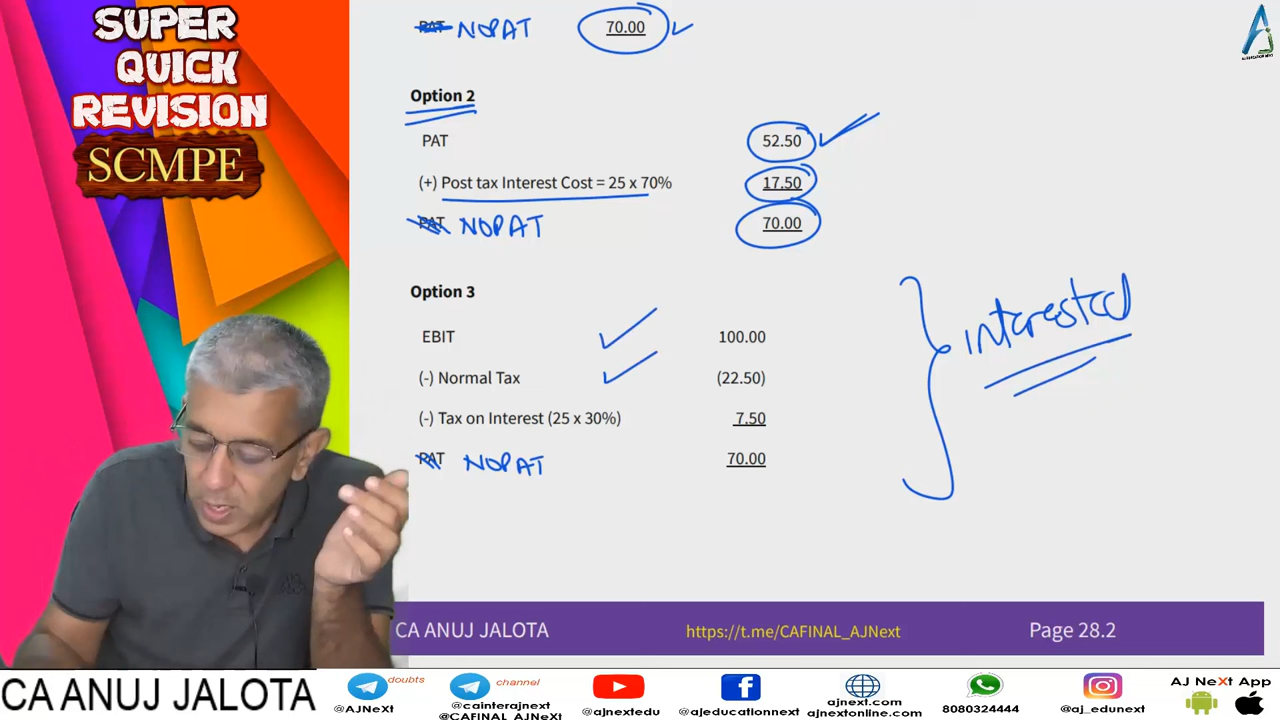 SUPER
QUICK
REVISION
SCMPE
PAT NOPAT 70.00
Option 2
PAT 52.50
(+) Post tax Interest Cost = 25 x 70% 17.50
PAT NOPAT 70.00
Option 3
EBIT 100.00
(-) Normal Tax (22.50)
(-) Tax on Interest (25 x 30%) 7.50
PAT NOPAT 70.00
interested
CA ANUJ JALOTA https://t.me/CAFINAL_AJNext Page 28.2
CA ANUJ JALOTA
doubts
@AJNeXt
channel
@cainterajnext
@CAFINAL_AJNeXt
@ajnextedu
@ajeducationnext
ajnext.com
ajnextonline.com
8080324444
@aj_edunext
AJ NeXt App